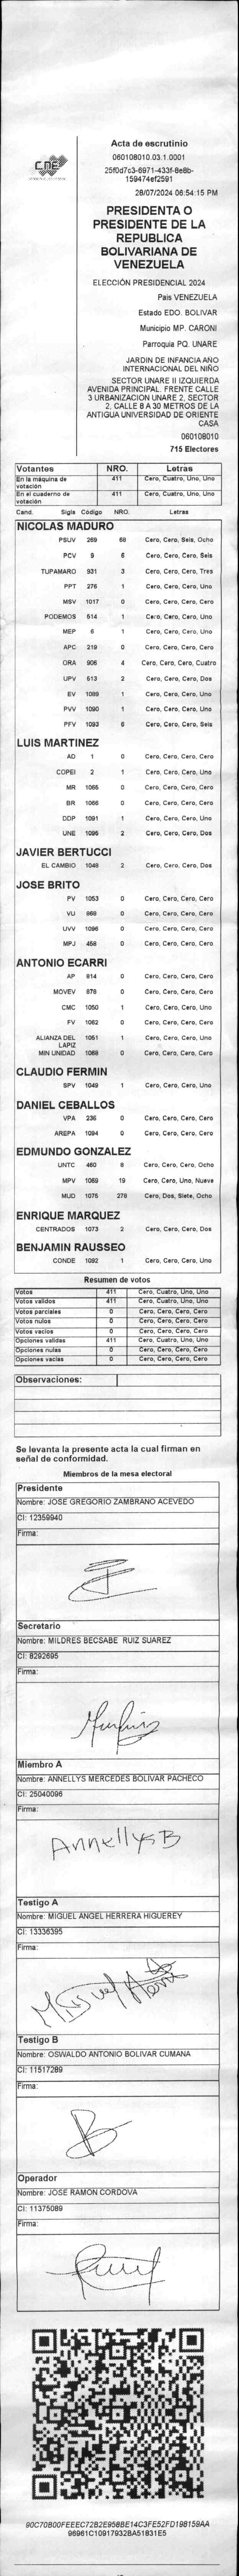 CNE
Acta de escrutinio
060108010.03.1.0001
25f0d7c3-6971-433f-8e8b-
159474ef2591
28/07/2024 06:54:15 PM
PRESIDENTA O
PRESIDENTE DE LA
REPUBLICA
BOLIVARIANA DE
VENEZUELA
ELECCIÓN PRESIDENCIAL 2024
Pais VENEZUELA
Estado EDO. BOLIVAR
Municipio MP. CARONI
Parroquia PQ. UNARE
JARDIN DE INFANCIA AÑO
INTERNACIONAL DEL NIÑO
SECTOR UNARE II IZQUIERDA
AVENIDA PRINCIPAL. FRENTE CALLE
3 URBANIZACION UNARE 2, SECTOR
2, CALLE 8 A 30 METROS DE LA
ANTIGUA UNIVERSIDAD DE ORIENTE
CASA
060108010
715 Electores
Votantes NRO. Letras
En la máquina de votación 411 Cero, Cuatro, Uno, Uno
En el cuaderno de votación 411 Cero, Cuatro, Uno, Uno
Cand. Sigla Código NRO. Letras
NICOLAS MADURO
PSUV 269 68 Cero, Cero, Seis, Ocho
PCV 9 6 Cero, Cero, Cero, Seis
TUPAMARO 931 3 Cero, Cero, Cero, Tres
PPT 276 1 Cero, Cero, Cero, Uno
MSV 1017 0 Cero, Cero, Cero, Cero
PODEMOS 514 1 Cero, Cero, Cero, Uno
MEP 6 1 Cero, Cero, Cero, Uno
APC 219 0 Cero, Cero, Cero, Cero
ORA 906 4 Cero, Cero, Cero, Cuatro
UPV 513 2 Cero, Cero, Cero, Dos
EV 1089 1 Cero, Cero, Cero, Uno
PVV 1090 1 Cero, Cero, Cero, Uno
PFV 1093 6 Cero, Cero, Cero, Seis
LUIS MARTINEZ
AD 1 0 Cero, Cero, Cero, Cero
COPEI 2 1 Cero, Cero, Cero, Uno
MR 1065 0 Cero, Cero, Cero, Cero
BR 1066 0 Cero, Cero, Cero, Cero
DDP 1091 1 Cero, Cero, Cero, Uno
UNE 1095 2 Cero, Cero, Cero, Dos
JAVIER BERTUCCI
EL CAMBIO 1048 2 Cero, Cero, Cero, Dos
JOSE BRITO
PV 1053 0 Cero, Cero, Cero, Cero
VU 868 0 Cero, Cero, Cero, Cero
UVV 1096 0 Cero, Cero, Cero, Cero
MPJ 458 0 Cero, Cero, Cero, Cero
ANTONIO ECARRI
AP 814 0 Cero, Cero, Cero, Cero
MOVEV 878 0 Cero, Cero, Cero, Cero
CMC 1050 1 Cero, Cero, Cero, Uno
FV 1062 0 Cero, Cero, Cero, Cero
ALIANZA DEL LAPIZ 1051 1 Cero, Cero, Cero, Uno
MIN UNIDAD 1088 0 Cero, Cero, Cero, Cero
CLAUDIO FERMIN
SPV 1049 1 Cero, Cero, Cero, Uno
DANIEL CEBALLOS
VPA 236 0 Cero, Cero, Cero, Cero
AREPA 1094 0 Cero, Cero, Cero, Cero
EDMUNDO GONZALEZ
UNTC 460 8 Cero, Cero, Cero, Ocho
MPV 1069 19 Cero, Cero, Uno, Nueve
MUD 1075 278 Cero, Dos, Siete, Ocho
ENRIQUE MARQUEZ
CENTRADOS 1073 2 Cero, Cero, Cero, Dos
BENJAMIN RAUSSEO
CONDE 1092 1 Cero, Cero, Cero, Uno
Resumen de votos
Votos 411 Cero, Cuatro, Uno, Uno
Votos validos 411 Cero, Cuatro, Uno, Uno
Votos parciales 0 Cero, Cero, Cero, Cero
Votos nulos 0 Cero, Cero, Cero, Cero
Votos vacios 0 Cero, Cero, Cero, Cero
Opciones validas 411 Cero, Cuatro, Uno, Uno
Opciones nulas 0 Cero, Cero, Cero, Cero
Opciones vacias 0 Cero, Cero, Cero, Cero
Observaciones:
Se levanta la presente acta la cual firman en
señal de conformidad.
Miembros de la mesa electoral
Presidente
Nombre: JOSE GREGORIO ZAMBRANO ACEVEDO
CI: 12359940
Firma:
Secretario
Nombre: MILDRES BECSABE RUIZ SUAREZ
CI: 8292695
Firma:
Miembro A
Nombre: ANNELLYS MERCEDES BOLIVAR PACHECO
CI: 25040096
Firma:
Annellys B
Testigo A
Nombre: MIGUEL ANGEL HERRERA HIGUEREY
CI: 13336395
Firma:
Testigo B
Nombre: OSWALDO ANTONIO BOLIVAR CUMANA
CI: 11517289
Firma:
Operador
Nombre: JOSE RAMON CORDOVA
CI: 11375089
Firma:
90C70B00FEEEC72B2E958BE14C3FE52FD198159AA
96961C10917932BA51831E5